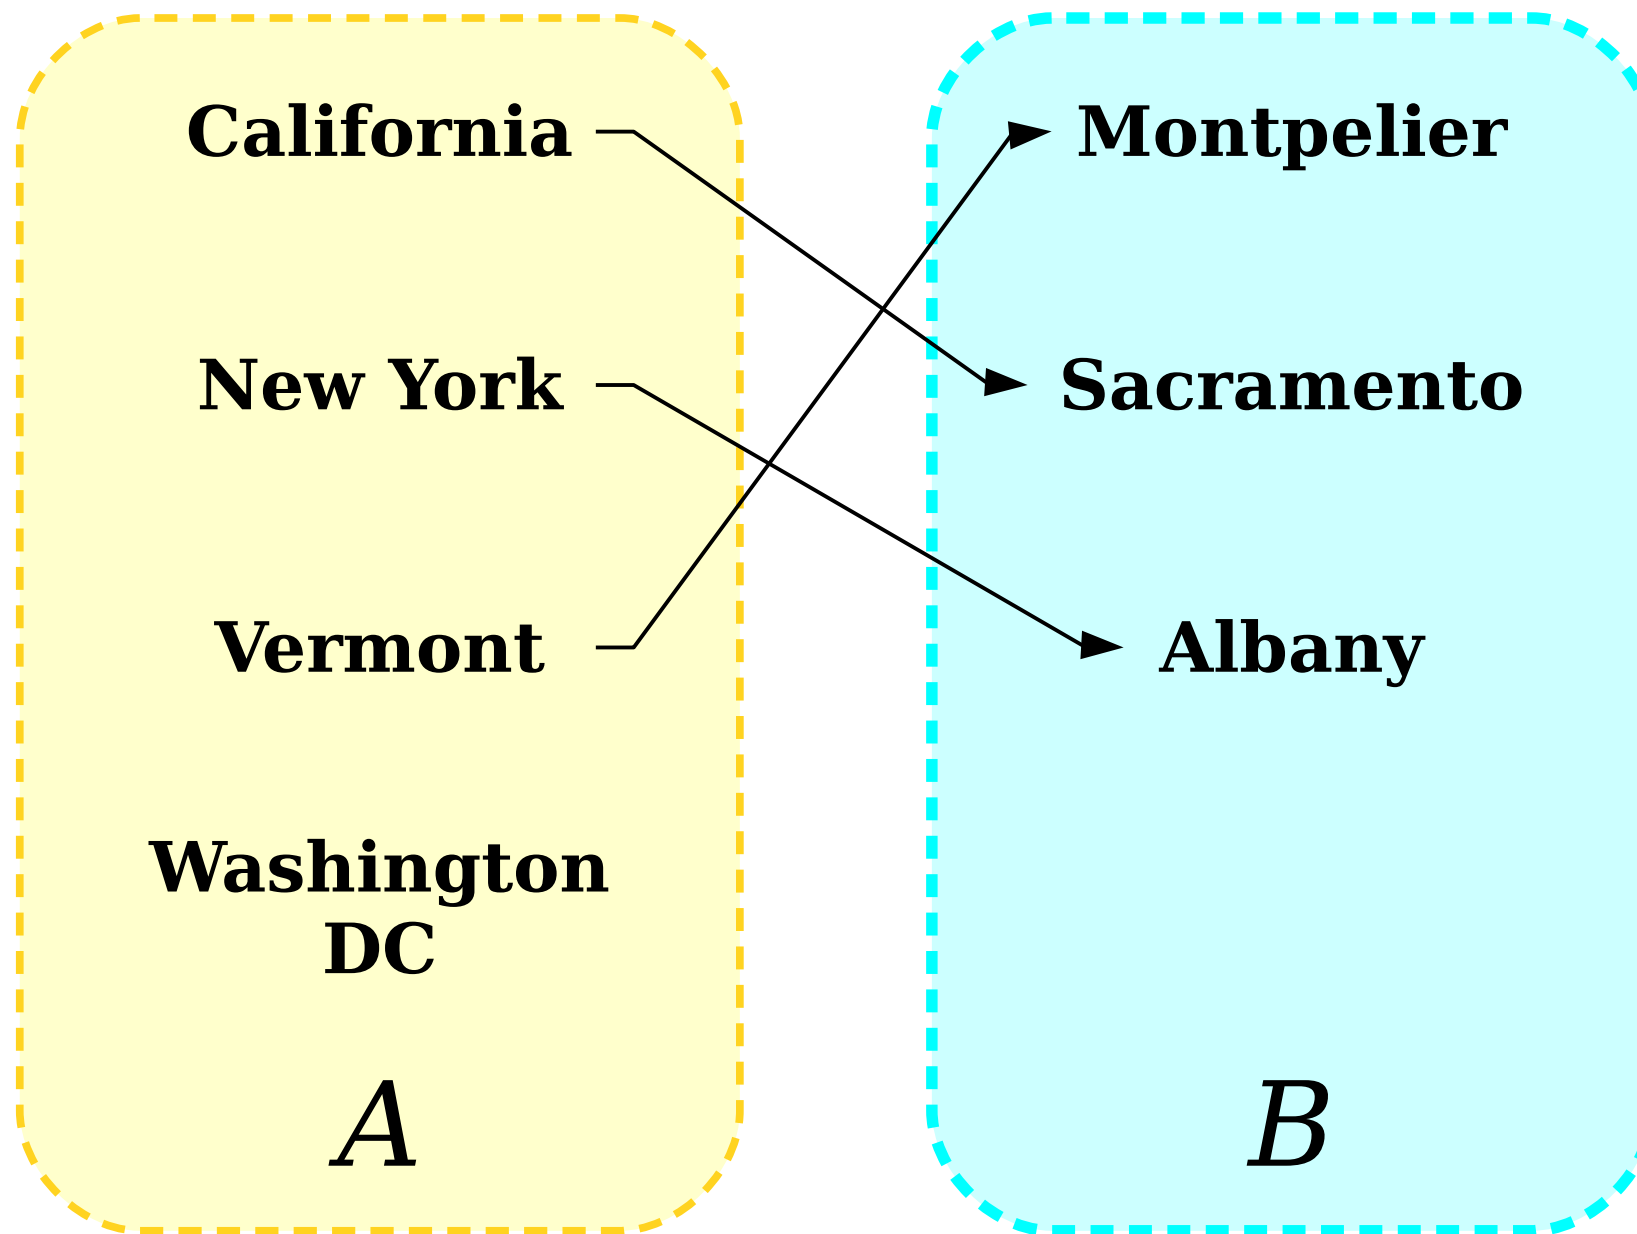 California
Montpelier
New York
Sacramento
Vermont
Albany
Washington
DC
A
B